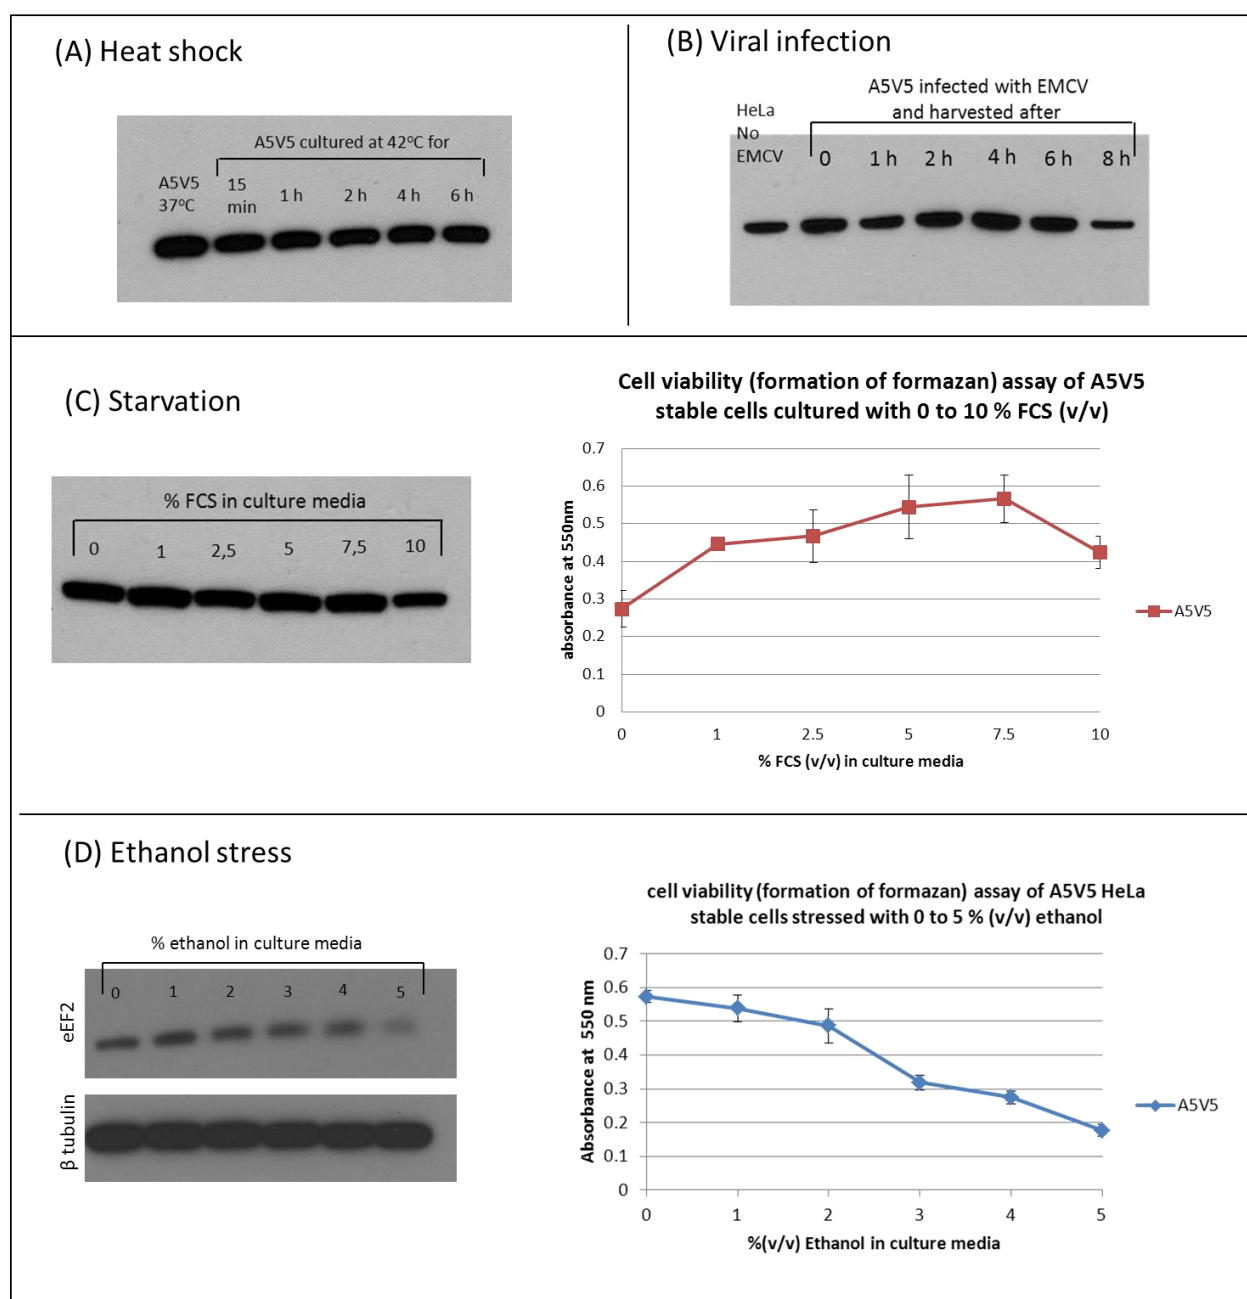 (A) Heat shock
A5V5 cultured at 42ºC for
A5V5
37ºC
15
min
1 h
2 h
4 h
6 h
(B) Viral infection
HeLa
No
EMCV
A5V5 infected with EMCV
and harvested after
0
1 h
2 h
4 h
6 h
8 h
(C) Starvation
% FCS in culture media
0
1
2,5
5
7,5
10
Cell viability (formation of formazan) assay of A5V5
stable cells cultured with 0 to 10 % FCS (v/v)
absorbance at 550nm
0.7
0.6
0.5
0.4
0.3
0.2
0.1
0
0
1
2.5
5
7.5
10
% FCS (v/v) in culture media
A5V5
(D) Ethanol stress
% ethanol in culture media
0
1
2
3
4
5
eEF2
β tubulin
cell viability (formation of formazan) assay of A5V5 HeLa
stable cells stressed with 0 to 5 % (v/v) ethanol
Absorbance at 550 nm
0.7
0.6
0.5
0.4
0.3
0.2
0.1
0
0
1
2
3
4
5
%(v/v) Ethanol in culture media
A5V5